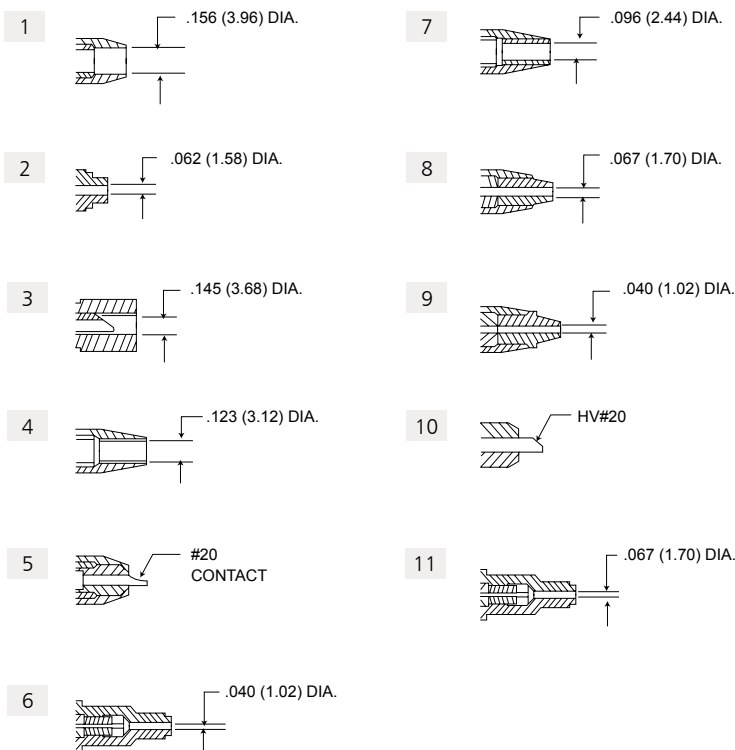 1
.156 (3.96) DIA.
2
.062 (1.58) DIA.
3
.145 (3.68) DIA.
4
.123 (3.12) DIA.
5
#20
CONTACT
6
.040 (1.02) DIA.
7
.096 (2.44) DIA.
8
.067 (1.70) DIA.
9
.040 (1.02) DIA.
10
HV#20
11
.067 (1.70) DIA.